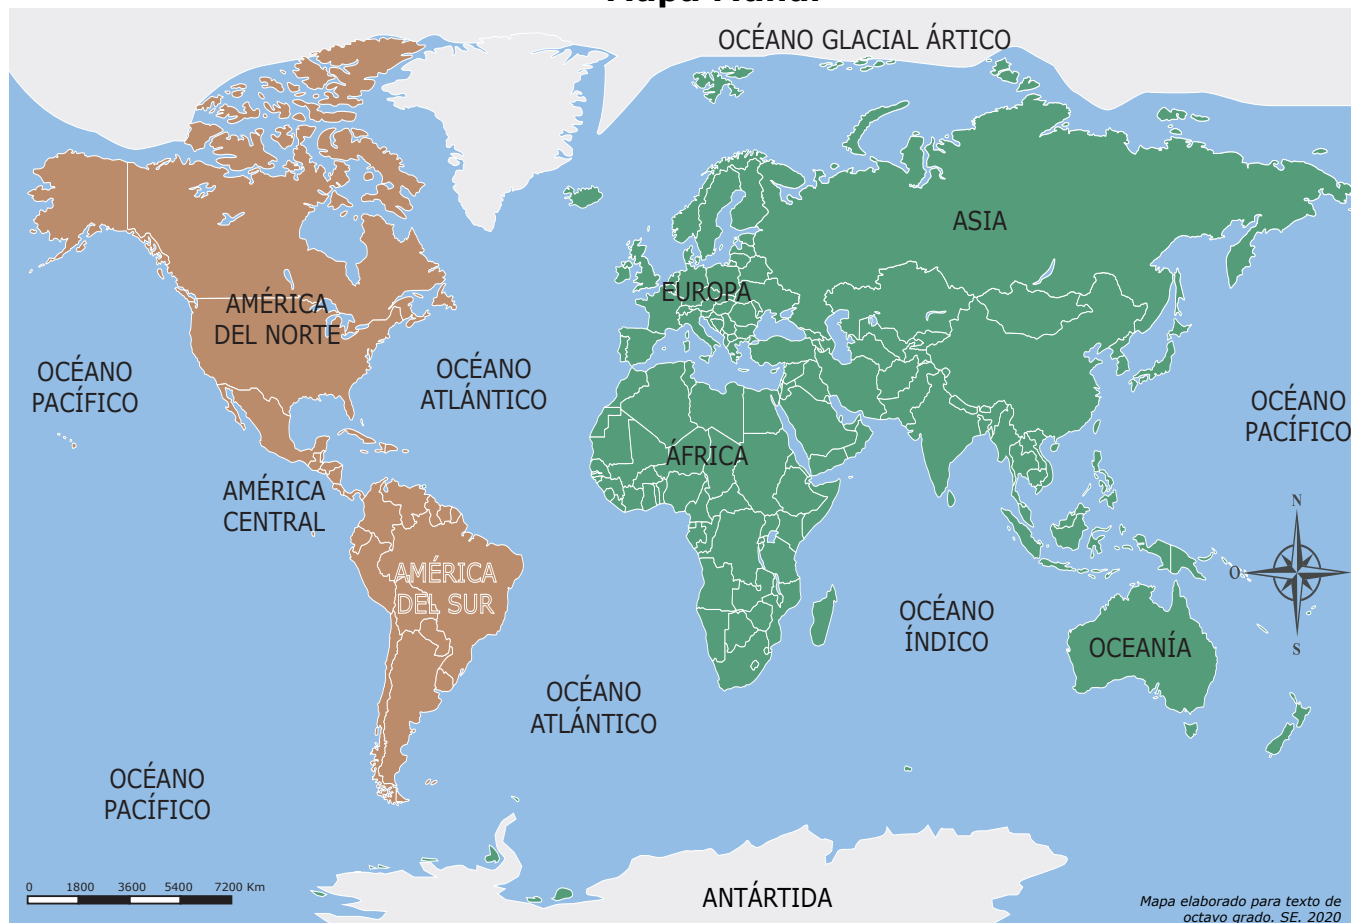 Mapa Mundi
OCÉANO GLACIAL ÁRTICO
ASIA
EUROPA
AMÉRICA
DEL NORTE
OCÉANO
PACÍFICO
OCÉANO
ATLÁNTICO
OCÉANO
PACÍFICO
ÁFRICA
AMÉRICA
CENTRAL
N
O
S
AMÉRICA
DEL SUR
OCÉANO
ÍNDICO
OCEANÍA
OCÉANO
ATLÁNTICO
OCÉANO
PACÍFICO
ANTÁRTIDA
0 1800 3600 5400 7200 Km
Mapa elaborado para texto de
octavo grado. SE. 2020